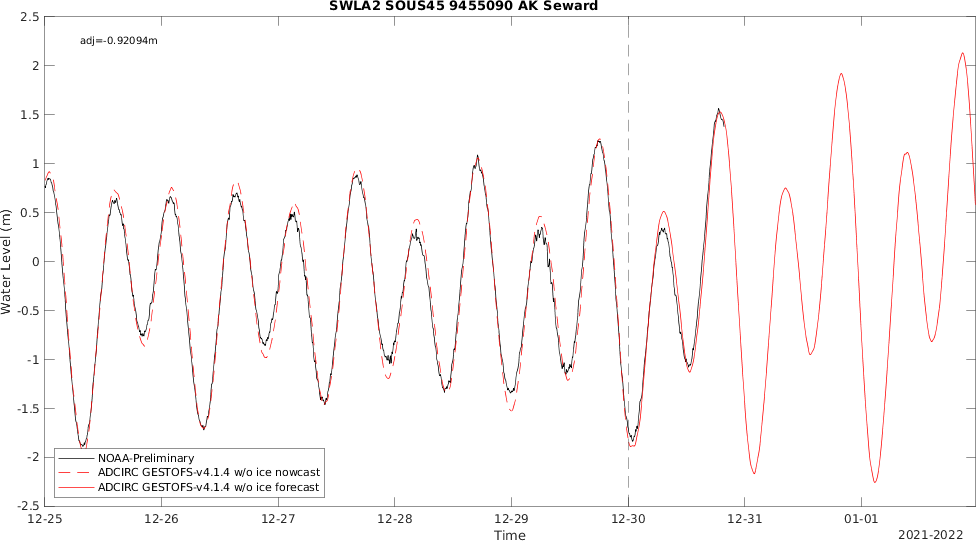 SWLA2 SOUS45 9455090 AK Seward
adj=-0.92094m
2.5
2
1.5
1
0.5
0
-0.5
-1
-1.5
-2
-2.5
Water Level (m)
NOAA-Preliminary
ADCIRC GESTOFS-v4.1.4 w/o ice nowcast
ADCIRC GESTOFS-v4.1.4 w/o ice forecast
12-25 12-26 12-27 12-28 12-29 12-30 12-31 01-01
Time
2021-2022